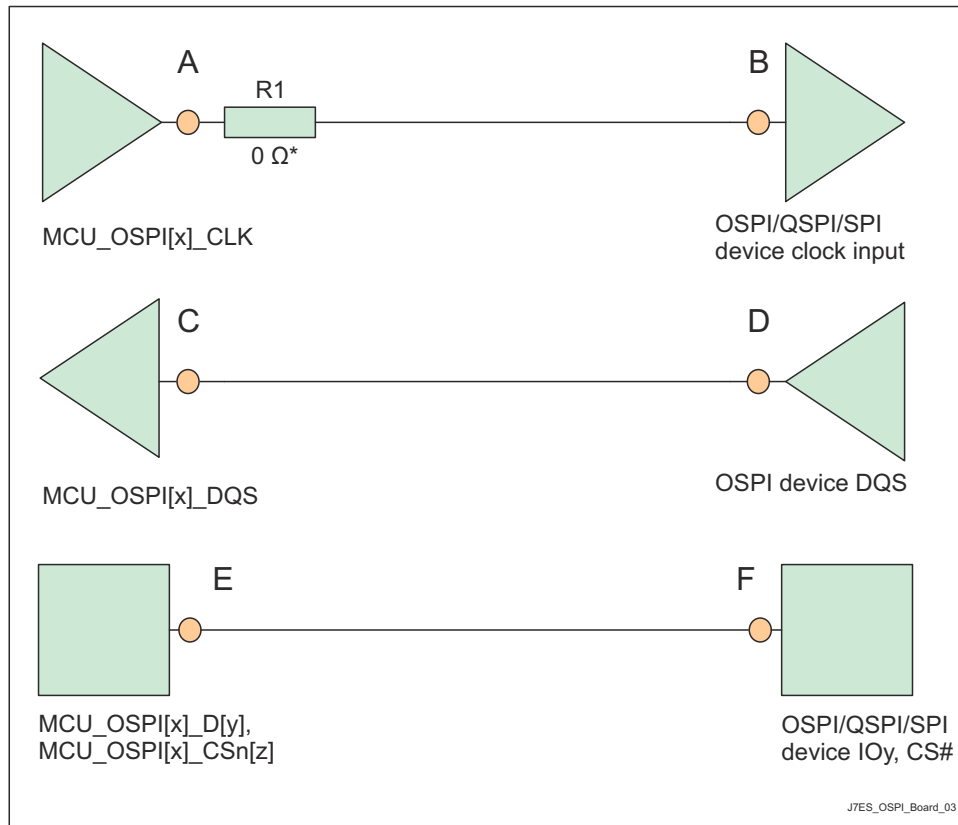 A
B
R1
0 Ω*
MCU_OSPI[x]_CLK
OSPI/QSPI/SPI
device clock input
C
D
MCU_OSPI[x]_DQS
OSPI device DQS
E
F
MCU_OSPI[x]_D[y],
MCU_OSPI[x]_CSn[z]
OSPI/QSPI/SPI
device IOy, CS#
J7ES_OSPI_Board_03